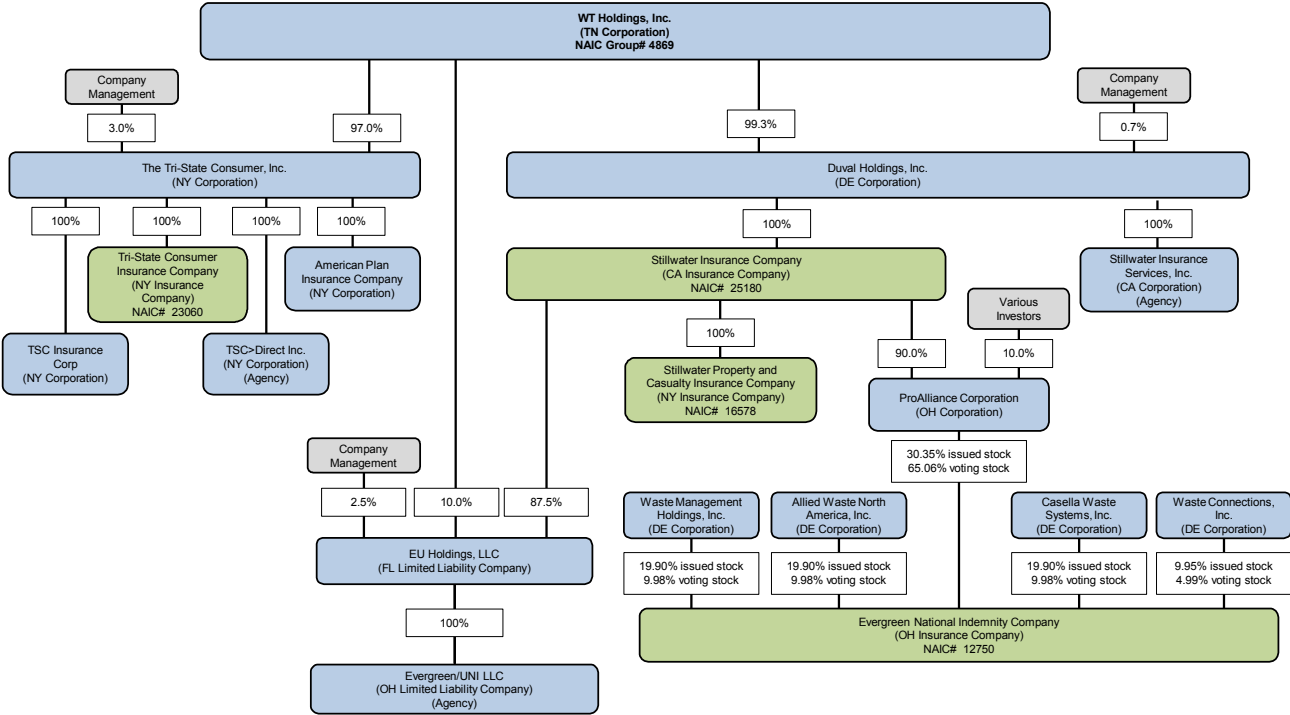 WT Holdings, Inc.
(TN Corporation)
NAIC Group# 4869
Company
Management
3.0%
97.0%
99.3%
Company
Management
0.7%
The Tri-State Consumer, Inc.
(NY Corporation)
Duval Holdings, Inc.
(DE Corporation)
100%
100%
100%
100%
100%
100%
Tri-State Consumer
Insurance Company
(NY Insurance
Company)
NAIC#  23060
American Plan
Insurance Company
(NY Corporation)
Stillwater Insurance Company
(CA Insurance Company)
NAIC#  25180
Stillwater Insurance
Services, Inc.
(CA Corporation)
(Agency)
TSC Insurance
Corp
(NY Corporation)
TSC>Direct Inc.
(NY Corporation)
(Agency)
100%
90.0%
Various
Investors
10.0%
Stillwater Property and
Casualty Insurance Company
(NY Insurance Company)
NAIC#  16578
ProAlliance Corporation
(OH Corporation)
30.35% issued stock
65.06% voting stock
Company
Management
2.5%
10.0%
87.5%
EU Holdings, LLC
(FL Limited Liability Company)
100%
Evergreen/UNI LLC
(OH Limited Liability Company)
(Agency)
Waste Management
Holdings, Inc.
(DE Corporation)
Allied Waste North
America, Inc.
(DE Corporation)
Casella Waste
Systems, Inc.
(DE Corporation)
Waste Connections,
Inc.
(DE Corporation)
19.90% issued stock
9.98% voting stock
19.90% issued stock
9.98% voting stock
19.90% issued stock
9.98% voting stock
9.95% issued stock
4.99% voting stock
Evergreen National Indemnity Company
(OH Insurance Company)
NAIC#  12750